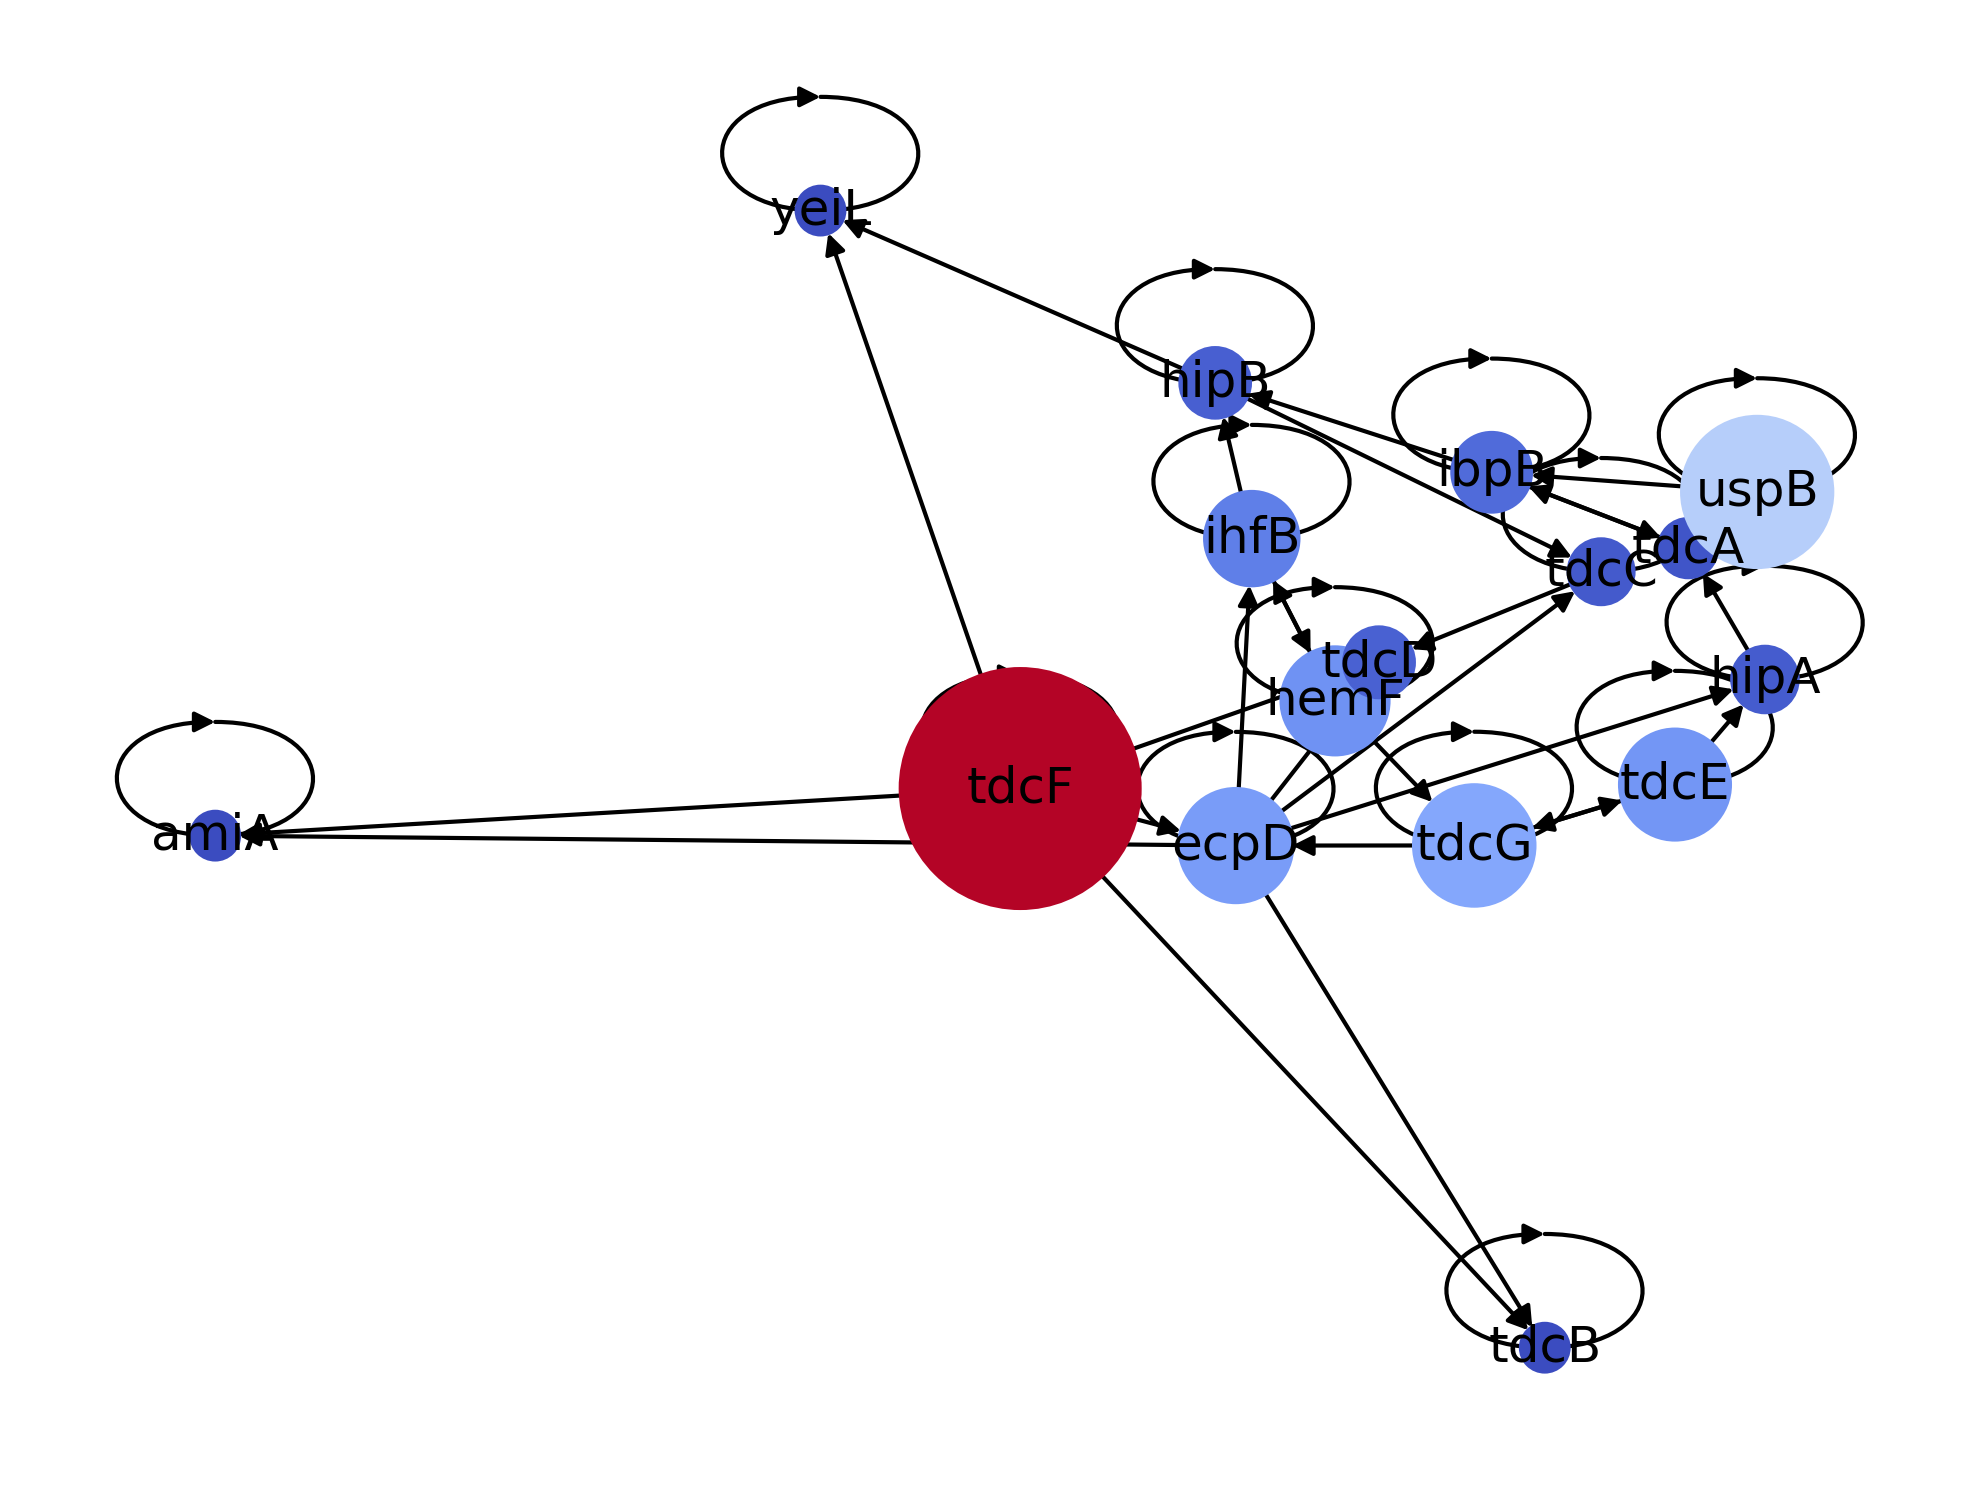 yeiL
hipB
ibpB
uspB
ihfB
tdcA
tdcC
tdcD
hipA
hemF
tdcF
tdcE
amiA
ecpD
tdcG
tdcB